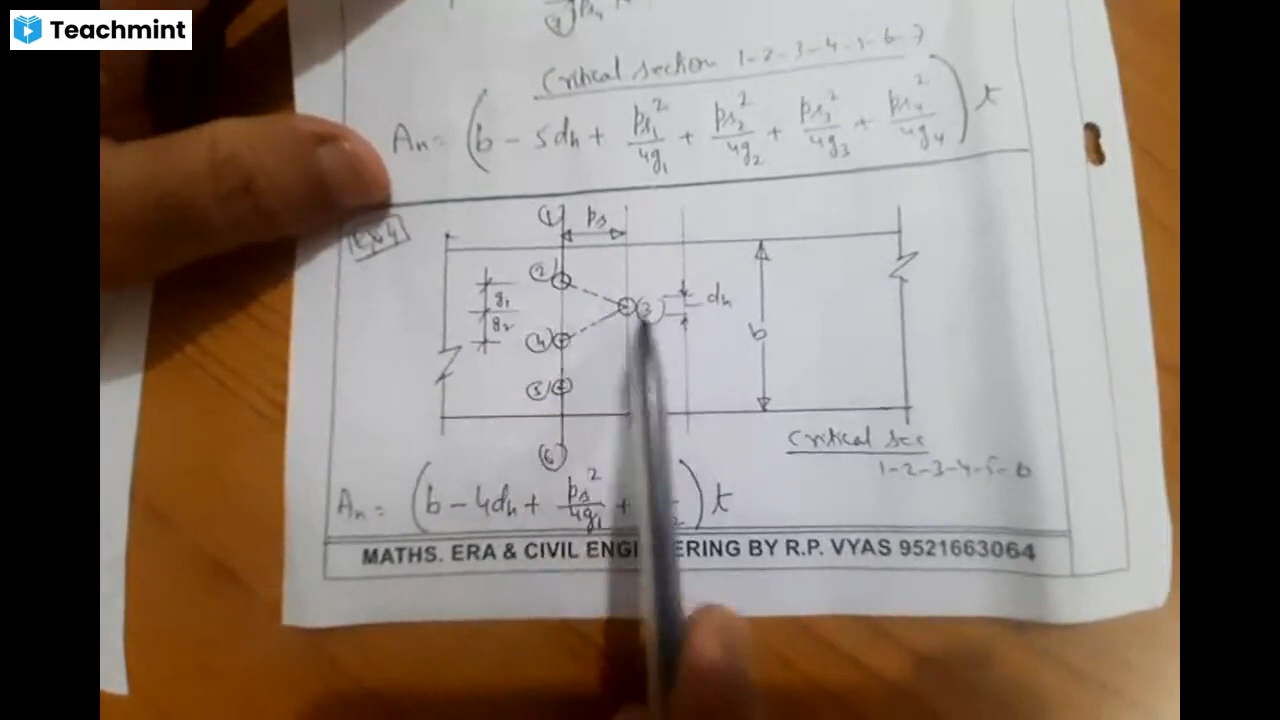 Teachmint
Critical section 1-2-3-4-5-6-7
An = (b - 5dh + ps1²/4g1 + ps2²/4g2 + ps3²/4g3 + ps4²/4g4) t
Ex 4
1
ps
2
g1
3
dh
g2
4
b
5
6
Critical sec
1-2-3-4-5-6
An = (b - 4dh + ps²/4g1 + ) t
MATHS. ERA & CIVIL ENGI ERING BY R.P. VYAS 9521663064